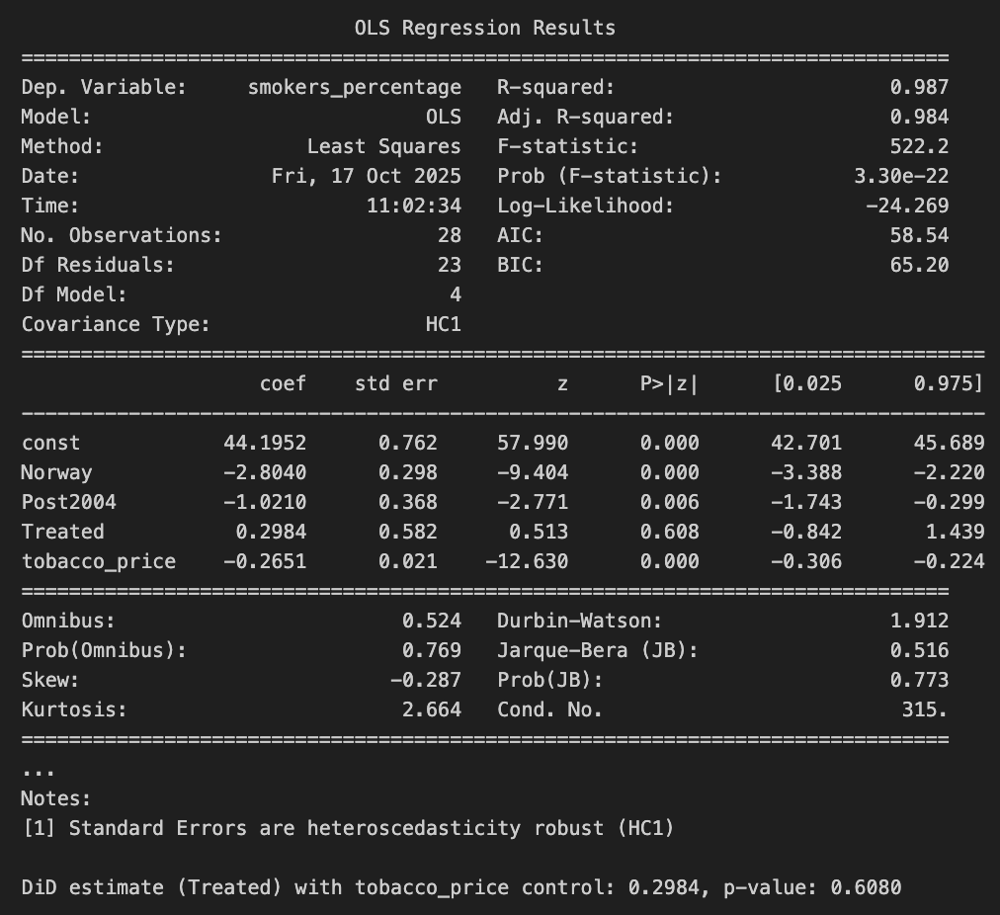 OLS Regression Results
==============================================================================
Dep. Variable: smokers_percentage R-squared: 0.987
Model: OLS Adj. R-squared: 0.984
Method: Least Squares F-statistic: 522.2
Date: Fri, 17 Oct 2025 Prob (F-statistic): 3.30e-22
Time: 11:02:34 Log-Likelihood: -24.269
No. Observations: 28 AIC: 58.54
Df Residuals: 23 BIC: 65.20
Df Model: 4
Covariance Type: HC1
=================================================================================
coef std err z P>|z| [0.025 0.975]
---------------------------------------------------------------------------------
const 44.1952 0.762 57.990 0.000 42.701 45.689
Norway -2.8040 0.298 -9.404 0.000 -3.388 -2.220
Post2004 -1.0210 0.368 -2.771 0.006 -1.743 -0.299
Treated 0.2984 0.582 0.513 0.608 -0.842 1.439
tobacco_price -0.2651 0.021 -12.630 0.000 -0.306 -0.224
==============================================================================
Omnibus: 0.524 Durbin-Watson: 1.912
Prob(Omnibus): 0.769 Jarque-Bera (JB): 0.516
Skew: -0.287 Prob(JB): 0.773
Kurtosis: 2.664 Cond. No. 315.
==============================================================================
...
Notes:
[1] Standard Errors are heteroscedasticity robust (HC1)
DiD estimate (Treated) with tobacco_price control: 0.2984, p-value: 0.6080